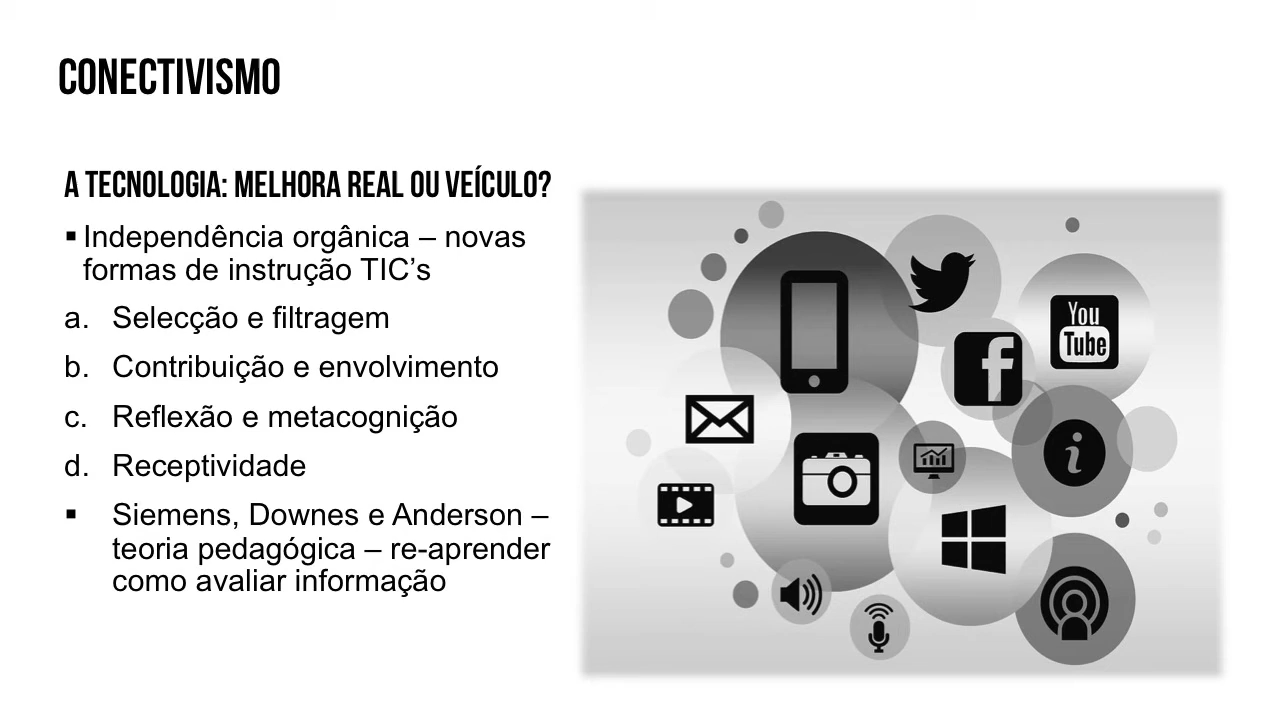 CONECTIVISMO
A TECNOLOGIA: MELHORA REAL OU VEÍCULO?
▪ Independência orgânica – novas
formas de instrução TIC’s
a. Selecção e filtragem
b. Contribuição e envolvimento
c. Reflexão e metacognição
d. Receptividade
▪ Siemens, Downes e Anderson –
teoria pedagógica – re-aprender
como avaliar informação
You
Tube
f
i